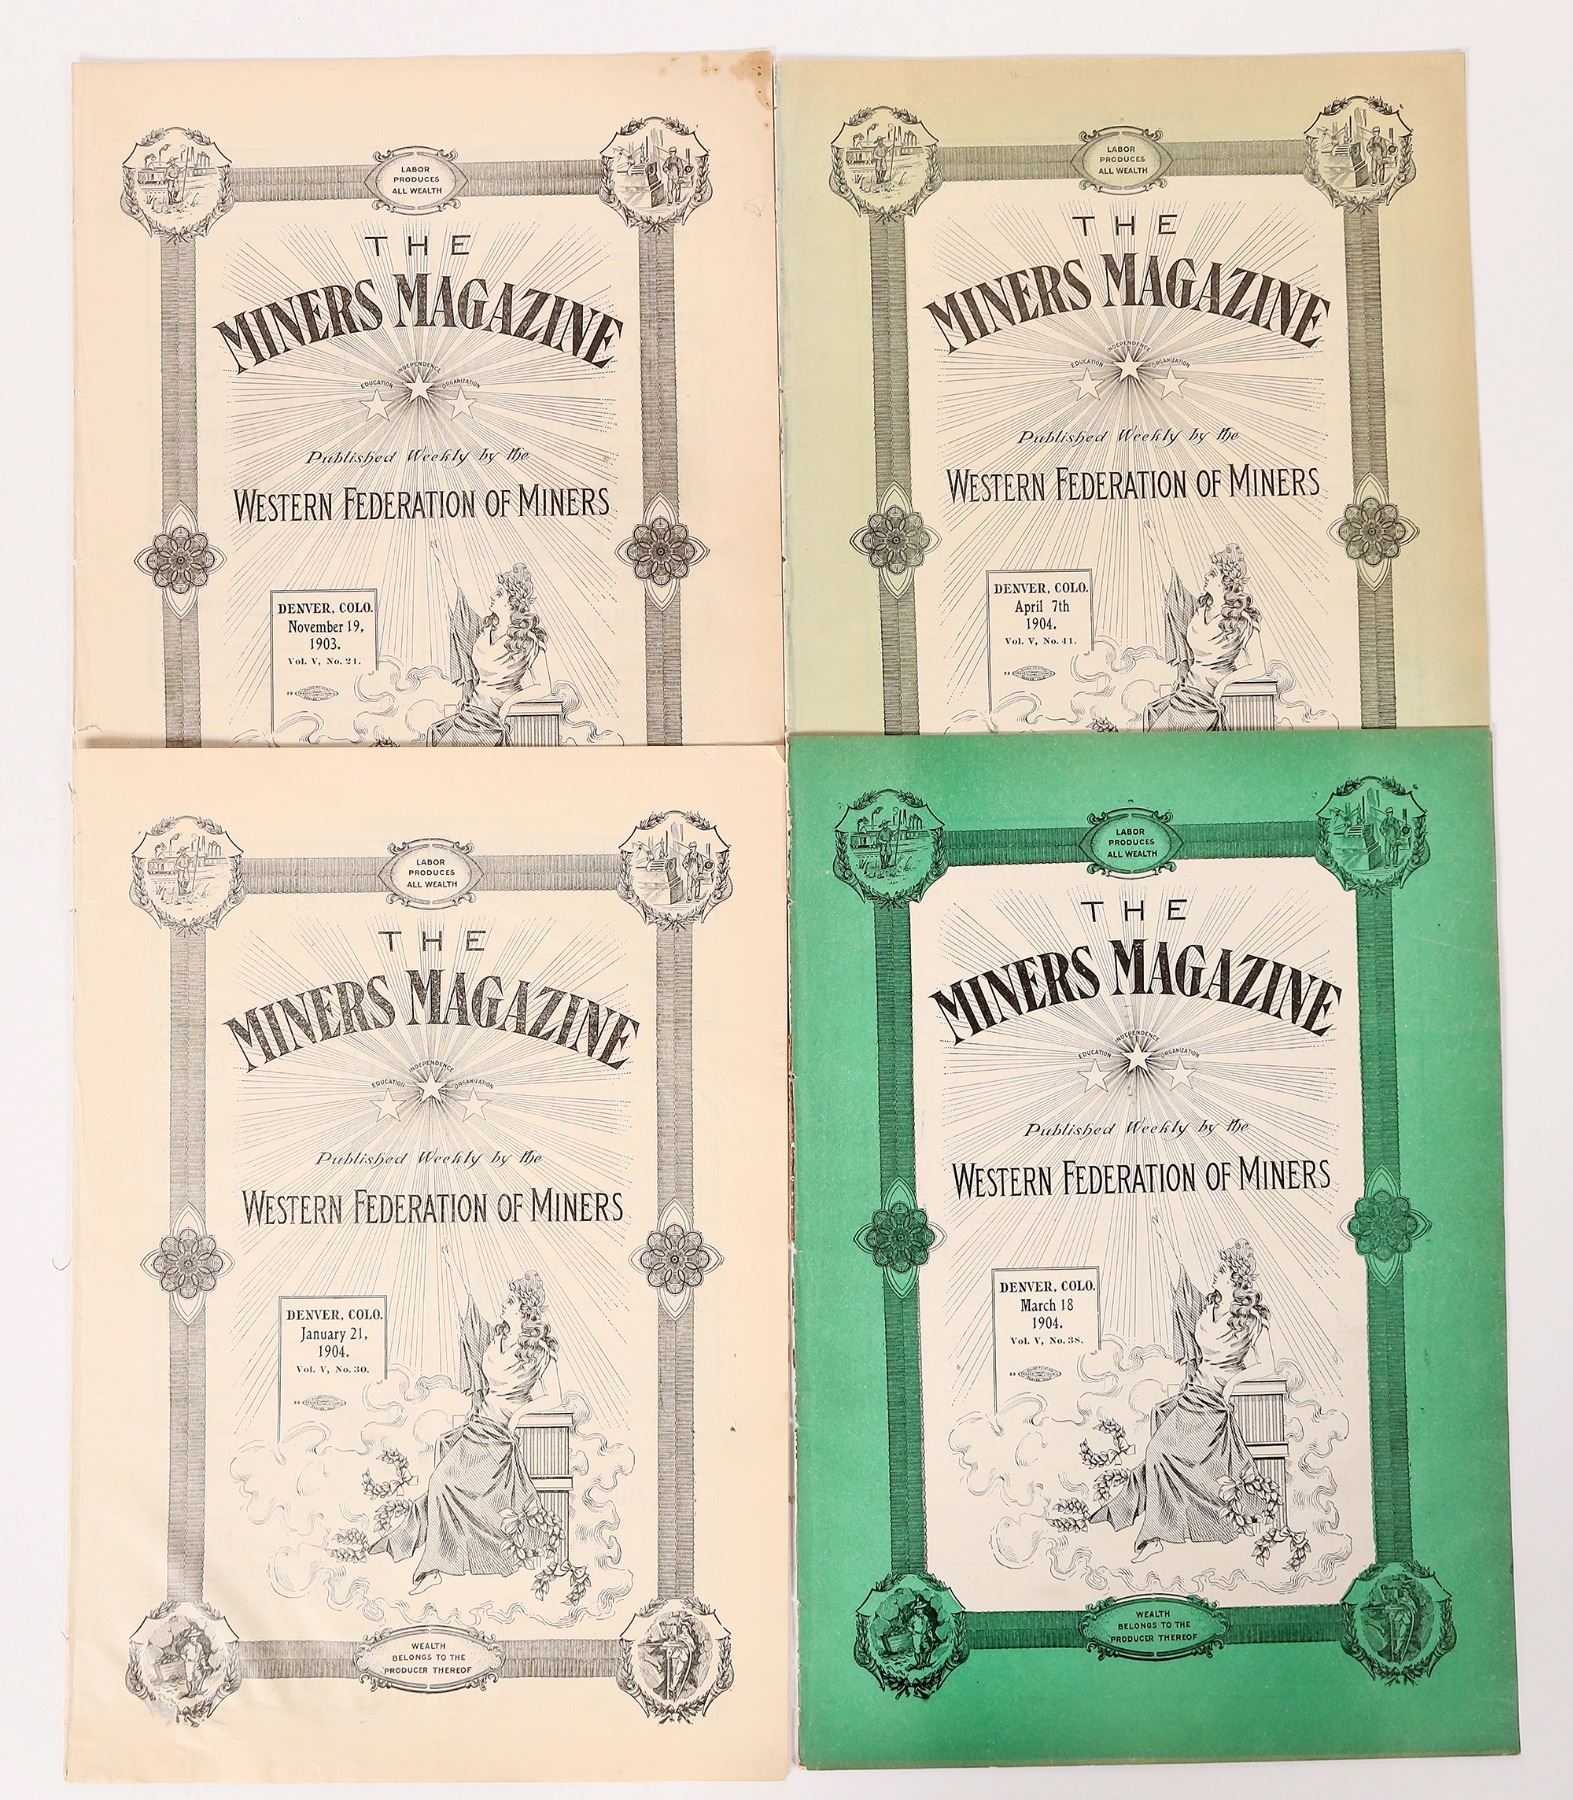 LABOR
PRODUCES
ALL WEALTH
THE
MINERS MAGAZINE
EDUCATION INDEPENDENCE ORGANIZATION
Published Weekly by the
WESTERN FEDERATION OF MINERS
DENVER, COLO.
November 19,
1903.
Vol. V, No. 21.
22
LABOR
PRODUCES
ALL WEALTH
THE
MINERS MAGAZINE
EDUCATION INDEPENDENCE ORGANIZATION
Published Weekly by the
WESTERN FEDERATION OF MINERS
DENVER, COLO.
April 7th
1904.
Vol. V, No. 41.
22
LABOR
PRODUCES
ALL WEALTH
THE
MINERS MAGAZINE
EDUCATION INDEPENDENCE ORGANIZATION
Published Weekly by the
WESTERN FEDERATION OF MINERS
DENVER, COLO.
January 21,
1904.
Vol. V, No. 30.
22
WEALTH
BELONGS TO THE
PRODUCER THEREOF
LABOR
PRODUCES
ALL WEALTH
THE
MINERS MAGAZINE
EDUCATION INDEPENDENCE ORGANIZATION
Published Weekly by the
WESTERN FEDERATION OF MINERS
DENVER, COLO.
March 18
1904.
Vol. V, No. 38.
22
WEALTH
BELONGS TO THE
PRODUCER THEREOF